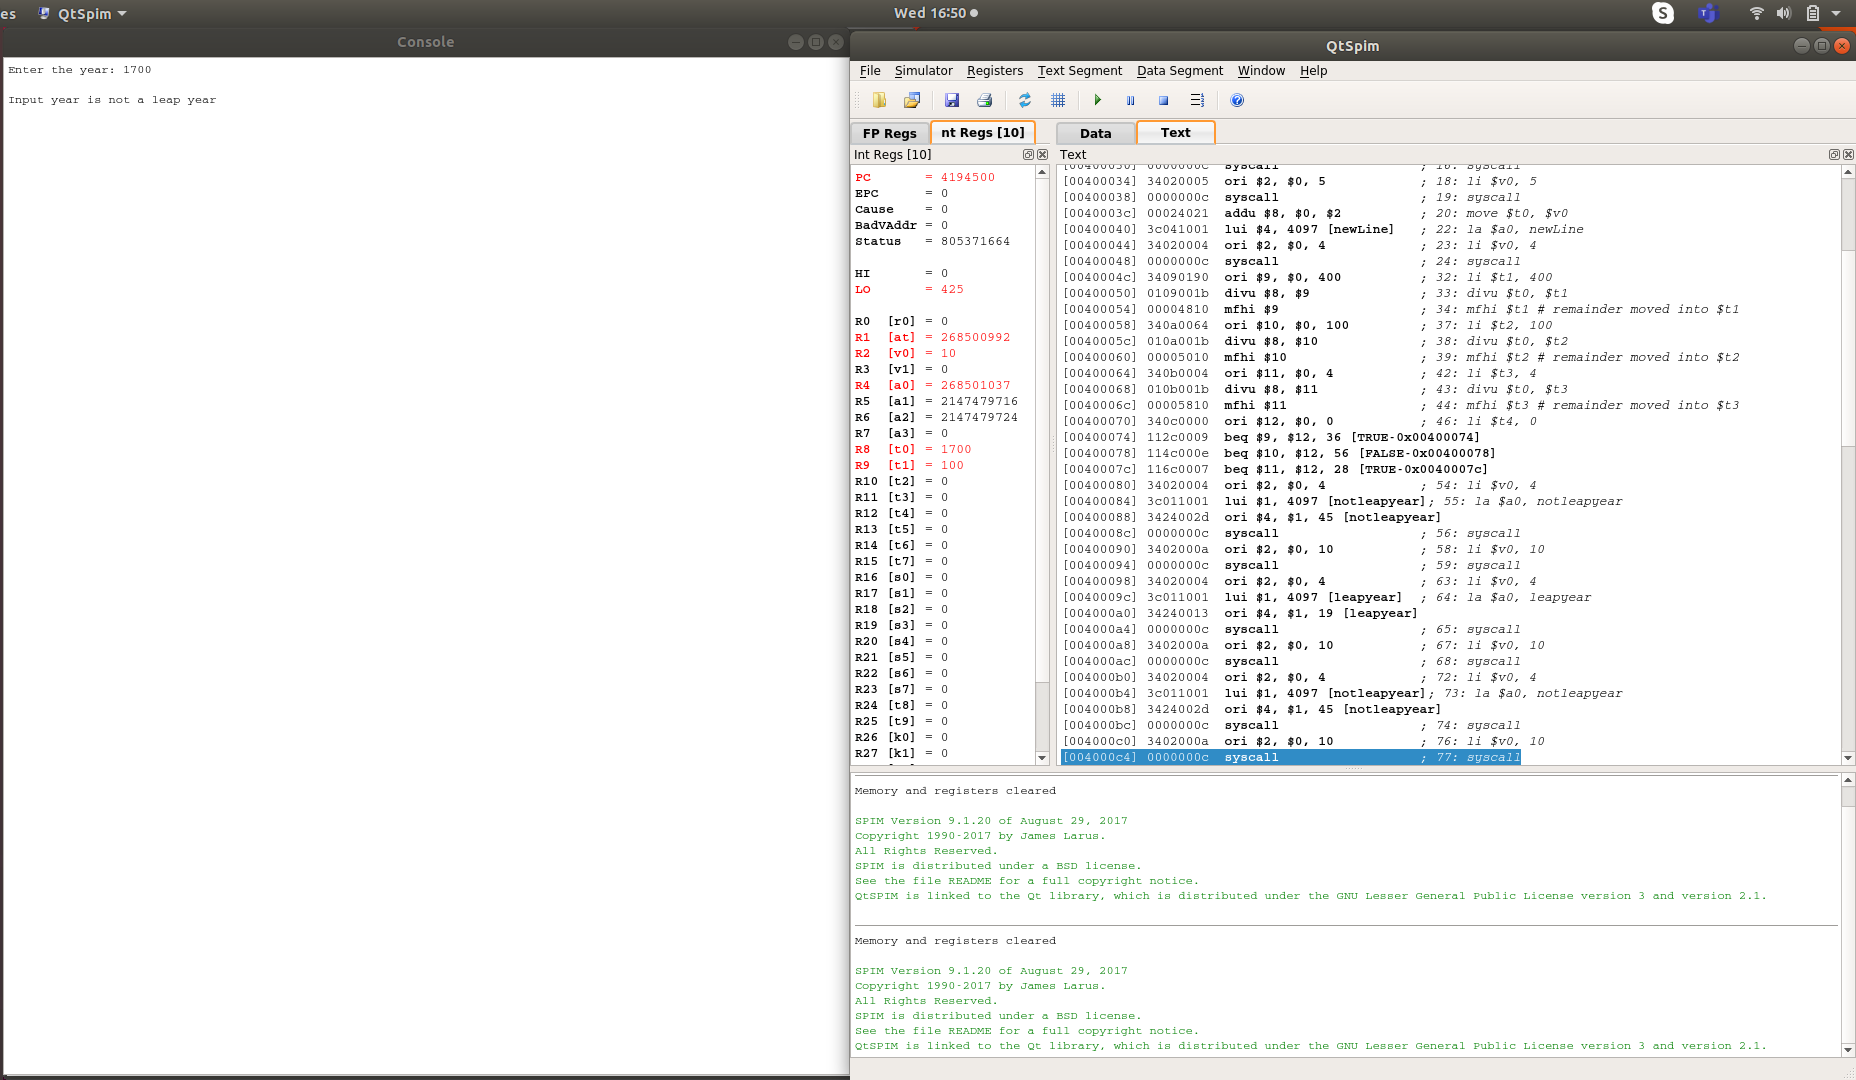 es QtSpim Wed 16:50
Console
Enter the year: 1700
Input year is not a leap year
QtSpim
File Simulator Registers Text Segment Data Segment Window Help
FP Regs nt Regs [10]
Int Regs [10]
PC = 4194500
EPC = 0
Cause = 0
BadVAddr = 0
Status = 805371664
HI = 0
LO = 425
R0 [r0] = 0
R1 [at] = 268500992
R2 [v0] = 10
R3 [v1] = 0
R4 [a0] = 268501037
R5 [a1] = 2147479716
R6 [a2] = 2147479724
R7 [a3] = 0
R8 [t0] = 1700
R9 [t1] = 100
R10 [t2] = 0
R11 [t3] = 0
R12 [t4] = 0
R13 [t5] = 0
R14 [t6] = 0
R15 [t7] = 0
R16 [s0] = 0
R17 [s1] = 0
R18 [s2] = 0
R19 [s3] = 0
R20 [s4] = 0
R21 [s5] = 0
R22 [s6] = 0
R23 [s7] = 0
R24 [t8] = 0
R25 [t9] = 0
R26 [k0] = 0
R27 [k1] = 0
Data Text
Text
[00400030] 0000000c syscall ; 16: syscall
[00400034] 34020005 ori $2, $0, 5 ; 18: li $v0, 5
[00400038] 0000000c syscall ; 19: syscall
[0040003c] 00024021 addu $8, $0, $2 ; 20: move $t0, $v0
[00400040] 3c041001 lui $4, 4097 [newLine] ; 22: la $a0, newLine
[00400044] 34020004 ori $2, $0, 4 ; 23: li $v0, 4
[00400048] 0000000c syscall ; 24: syscall
[0040004c] 34090190 ori $9, $0, 400 ; 32: li $t1, 400
[00400050] 0109001b divu $8, $9 ; 33: divu $t0, $t1
[00400054] 00004810 mfhi $9 ; 34: mfhi $t1 # remainder moved into $t1
[00400058] 340a0064 ori $10, $0, 100 ; 37: li $t2, 100
[0040005c] 010a001b divu $8, $10 ; 38: divu $t0, $t2
[00400060] 00005010 mfhi $10 ; 39: mfhi $t2 # remainder moved into $t2
[00400064] 340b0004 ori $11, $0, 4 ; 42: li $t3, 4
[00400068] 010b001b divu $8, $11 ; 43: divu $t0, $t3
[0040006c] 00005810 mfhi $11 ; 44: mfhi $t3 # remainder moved into $t3
[00400070] 340c0000 ori $12, $0, 0 ; 46: li $t4, 0
[00400074] 112c0009 beq $9, $12, 36 [TRUE-0x00400074]
[00400078] 114c000e beq $10, $12, 56 [FALSE-0x00400078]
[0040007c] 116c0007 beq $11, $12, 28 [TRUE-0x0040007c]
[00400080] 34020004 ori $2, $0, 4 ; 54: li $v0, 4
[00400084] 3c011001 lui $1, 4097 [notleapyear]; 55: la $a0, notleapyear
[00400088] 3424002d ori $4, $1, 45 [notleapyear]
[0040008c] 0000000c syscall ; 56: syscall
[00400090] 3402000a ori $2, $0, 10 ; 58: li $v0, 10
[00400094] 0000000c syscall ; 59: syscall
[00400098] 34020004 ori $2, $0, 4 ; 63: li $v0, 4
[0040009c] 3c011001 lui $1, 4097 [leapyear] ; 64: la $a0, leapyear
[004000a0] 34240013 ori $4, $1, 19 [leapyear]
[004000a4] 0000000c syscall ; 65: syscall
[004000a8] 3402000a ori $2, $0, 10 ; 67: li $v0, 10
[004000ac] 0000000c syscall ; 68: syscall
[004000b0] 34020004 ori $2, $0, 4 ; 72: li $v0, 4
[004000b4] 3c011001 lui $1, 4097 [notleapyear]; 73: la $a0, notleapyear
[004000b8] 3424002d ori $4, $1, 45 [notleapyear]
[004000bc] 0000000c syscall ; 74: syscall
[004000c0] 3402000a ori $2, $0, 10 ; 76: li $v0, 10
[004000c4] 0000000c syscall ; 77: syscall
Memory and registers cleared
SPIM Version 9.1.20 of August 29, 2017
Copyright 1990-2017 by James Larus.
All Rights Reserved.
SPIM is distributed under a BSD license.
See the file README for a full copyright notice.
QtSPIM is linked to the Qt library, which is distributed under the GNU Lesser General Public License version 3 and version 2.1.
Memory and registers cleared
SPIM Version 9.1.20 of August 29, 2017
Copyright 1990-2017 by James Larus.
All Rights Reserved.
SPIM is distributed under a BSD license.
See the file README for a full copyright notice.
QtSPIM is linked to the Qt library, which is distributed under the GNU Lesser General Public License version 3 and version 2.1.